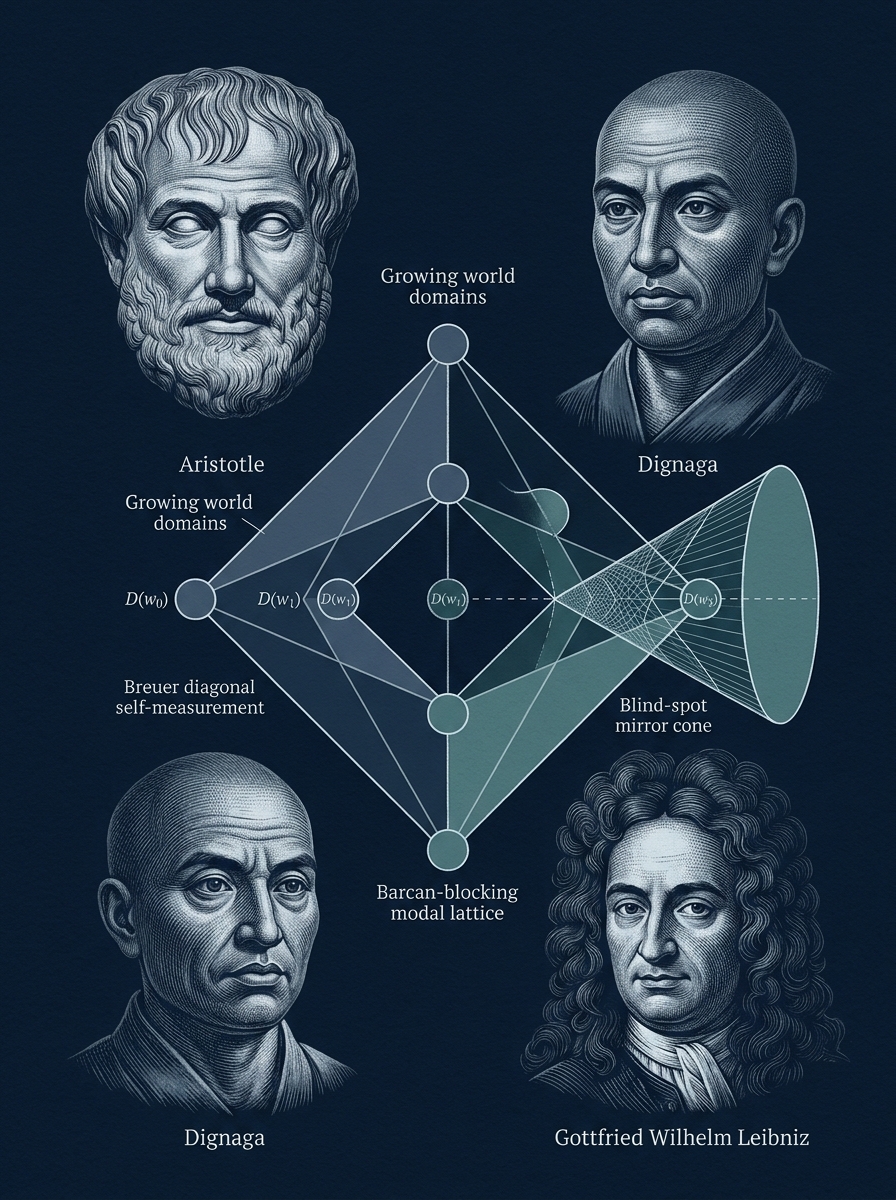 Growing world
domains
Aristotle
Dignaga
Growing world
domains
D(w₀)
D(w₁)
D(w₁)
D(w₁)
Breuer diagonal
self-measurement
Blind-spot
mirror cone
Barcan-blocking
modal lattice
Dignaga
Gottfried Wilhelm Leibniz